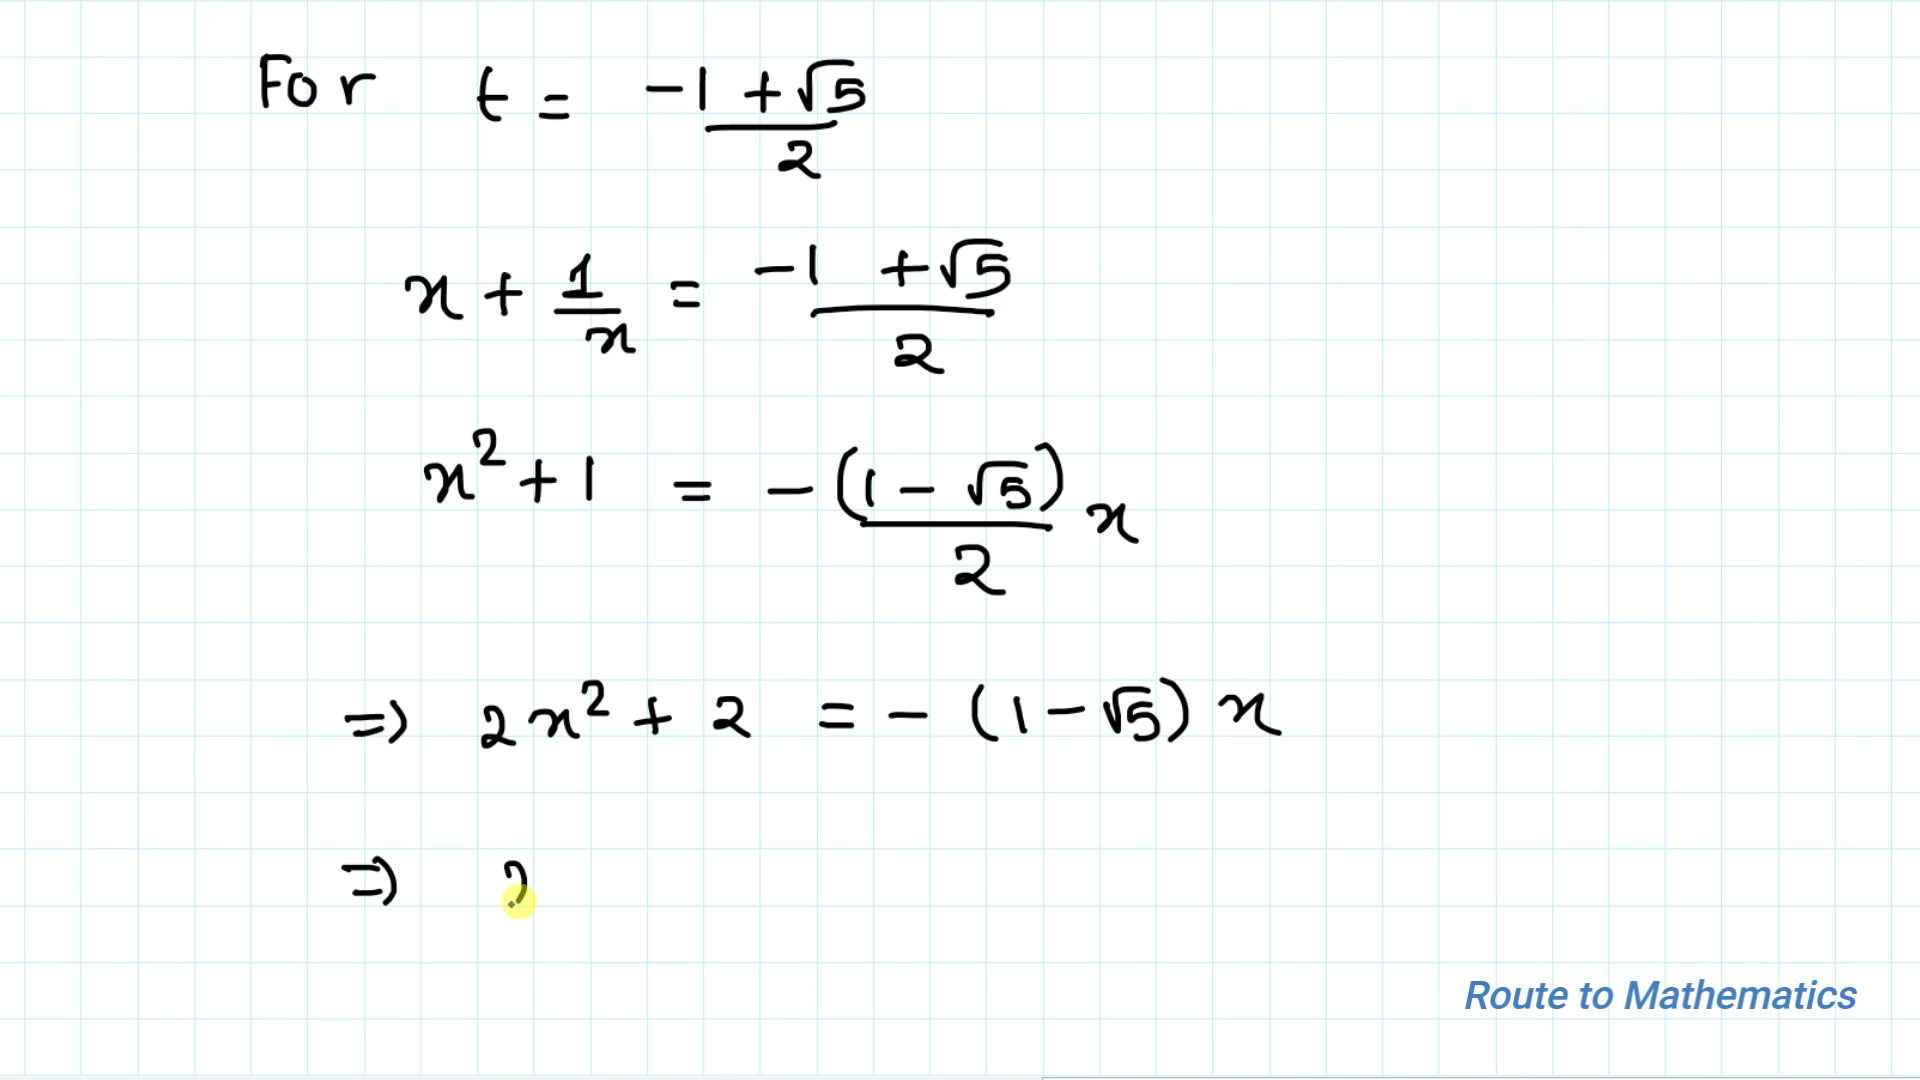 For t = (-1 + √5)/2
x + 1/x = (-1 + √5)/2
x² + 1 = -(1 - √5)/2 x
=> 2x² + 2 = - (1 - √5) x
=> 2
Route to Mathematics